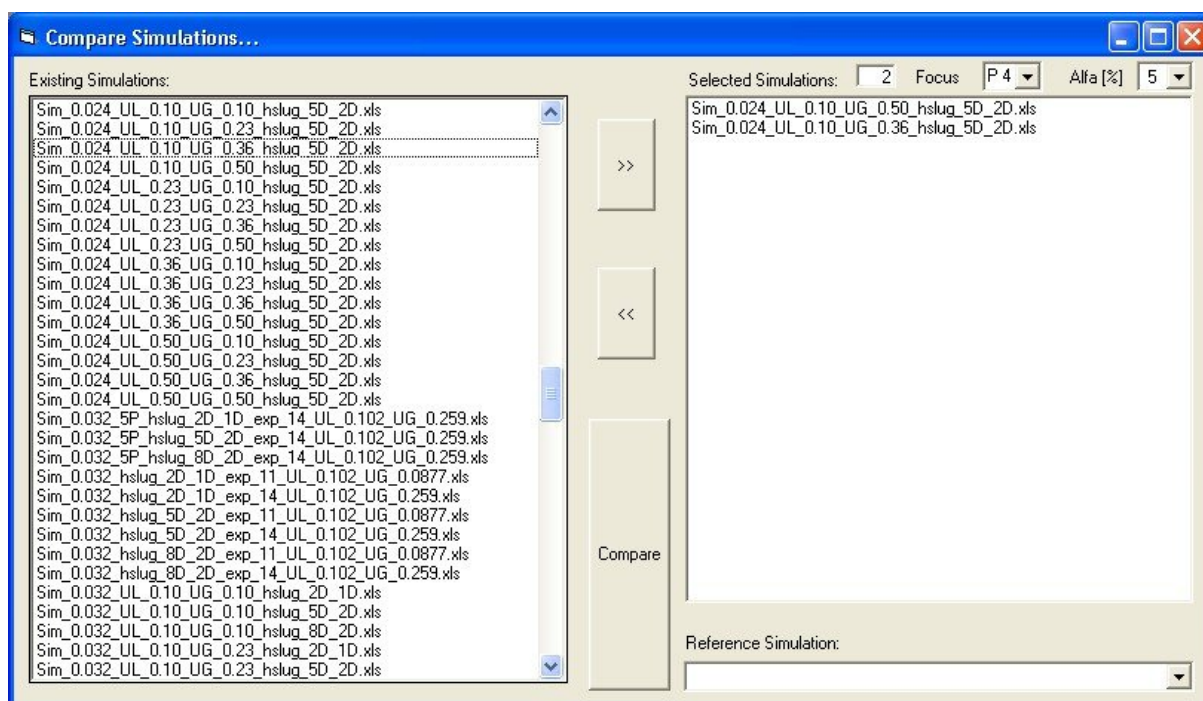 Compare Simulations...
Existing Simulations:
Sim_0.024_UL_0.10_UG_0.10_hslug_5D_2D.xls
Sim_0.024_UL_0.10_UG_0.23_hslug_5D_2D.xls
Sim_0.024_UL_0.10_UG_0.36_hslug_5D_2D.xls
Sim_0.024_UL_0.10_UG_0.50_hslug_5D_2D.xls
Sim_0.024_UL_0.23_UG_0.10_hslug_5D_2D.xls
Sim_0.024_UL_0.23_UG_0.23_hslug_5D_2D.xls
Sim_0.024_UL_0.23_UG_0.36_hslug_5D_2D.xls
Sim_0.024_UL_0.23_UG_0.50_hslug_5D_2D.xls
Sim_0.024_UL_0.36_UG_0.10_hslug_5D_2D.xls
Sim_0.024_UL_0.36_UG_0.23_hslug_5D_2D.xls
Sim_0.024_UL_0.36_UG_0.36_hslug_5D_2D.xls
Sim_0.024_UL_0.36_UG_0.50_hslug_5D_2D.xls
Sim_0.024_UL_0.50_UG_0.10_hslug_5D_2D.xls
Sim_0.024_UL_0.50_UG_0.23_hslug_5D_2D.xls
Sim_0.024_UL_0.50_UG_0.36_hslug_5D_2D.xls
Sim_0.024_UL_0.50_UG_0.50_hslug_5D_2D.xls
Sim_0.032_5P_hslug_2D_1D_exp_14_UL_0.102_UG_0.259.xls
Sim_0.032_5P_hslug_5D_2D_exp_14_UL_0.102_UG_0.259.xls
Sim_0.032_5P_hslug_8D_2D_exp_14_UL_0.102_UG_0.259.xls
Sim_0.032_hslug_2D_1D_exp_11_UL_0.102_UG_0.0877.xls
Sim_0.032_hslug_2D_1D_exp_14_UL_0.102_UG_0.259.xls
Sim_0.032_hslug_5D_2D_exp_11_UL_0.102_UG_0.0877.xls
Sim_0.032_hslug_5D_2D_exp_14_UL_0.102_UG_0.259.xls
Sim_0.032_hslug_8D_2D_exp_11_UL_0.102_UG_0.0877.xls
Sim_0.032_hslug_8D_2D_exp_14_UL_0.102_UG_0.259.xls
Sim_0.032_UL_0.10_UG_0.10_hslug_2D_1D.xls
Sim_0.032_UL_0.10_UG_0.10_hslug_5D_2D.xls
Sim_0.032_UL_0.10_UG_0.10_hslug_8D_2D.xls
Sim_0.032_UL_0.10_UG_0.23_hslug_2D_1D.xls
Sim_0.032_UL_0.10_UG_0.23_hslug_5D_2D.xls
>>
<<
Compare
Selected Simulations: 2 Focus P 4 Alfa [%] 5
Sim_0.024_UL_0.10_UG_0.50_hslug_5D_2D.xls
Sim_0.024_UL_0.10_UG_0.36_hslug_5D_2D.xls
Reference Simulation: